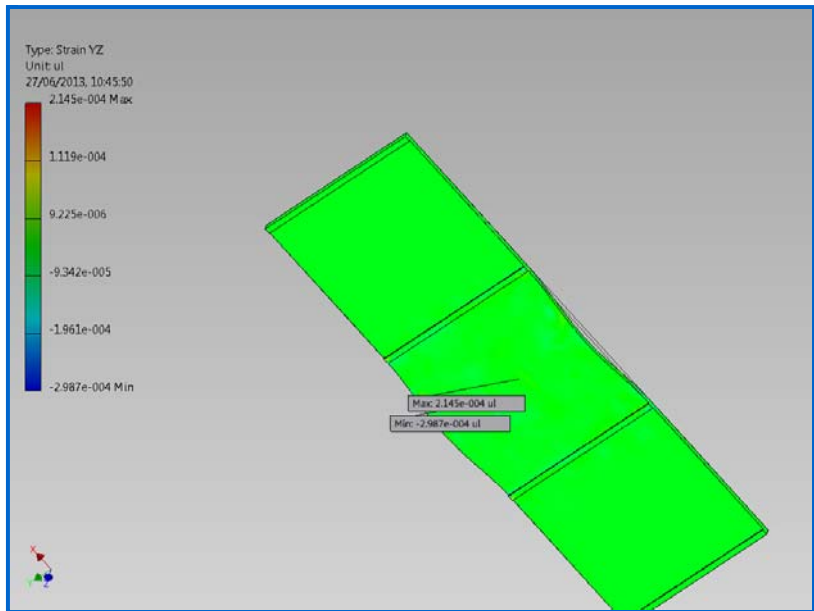 Type: Strain YZ
Unit: ul
27/06/2013, 10:45:50
2.145e-004 Max
1.119e-004
9.225e-006
-9.342e-005
-1.961e-004
-2.987e-004 Min
Max: 2.145e-004 ul
Min: -2.987e-004 ul
X
Y
Z